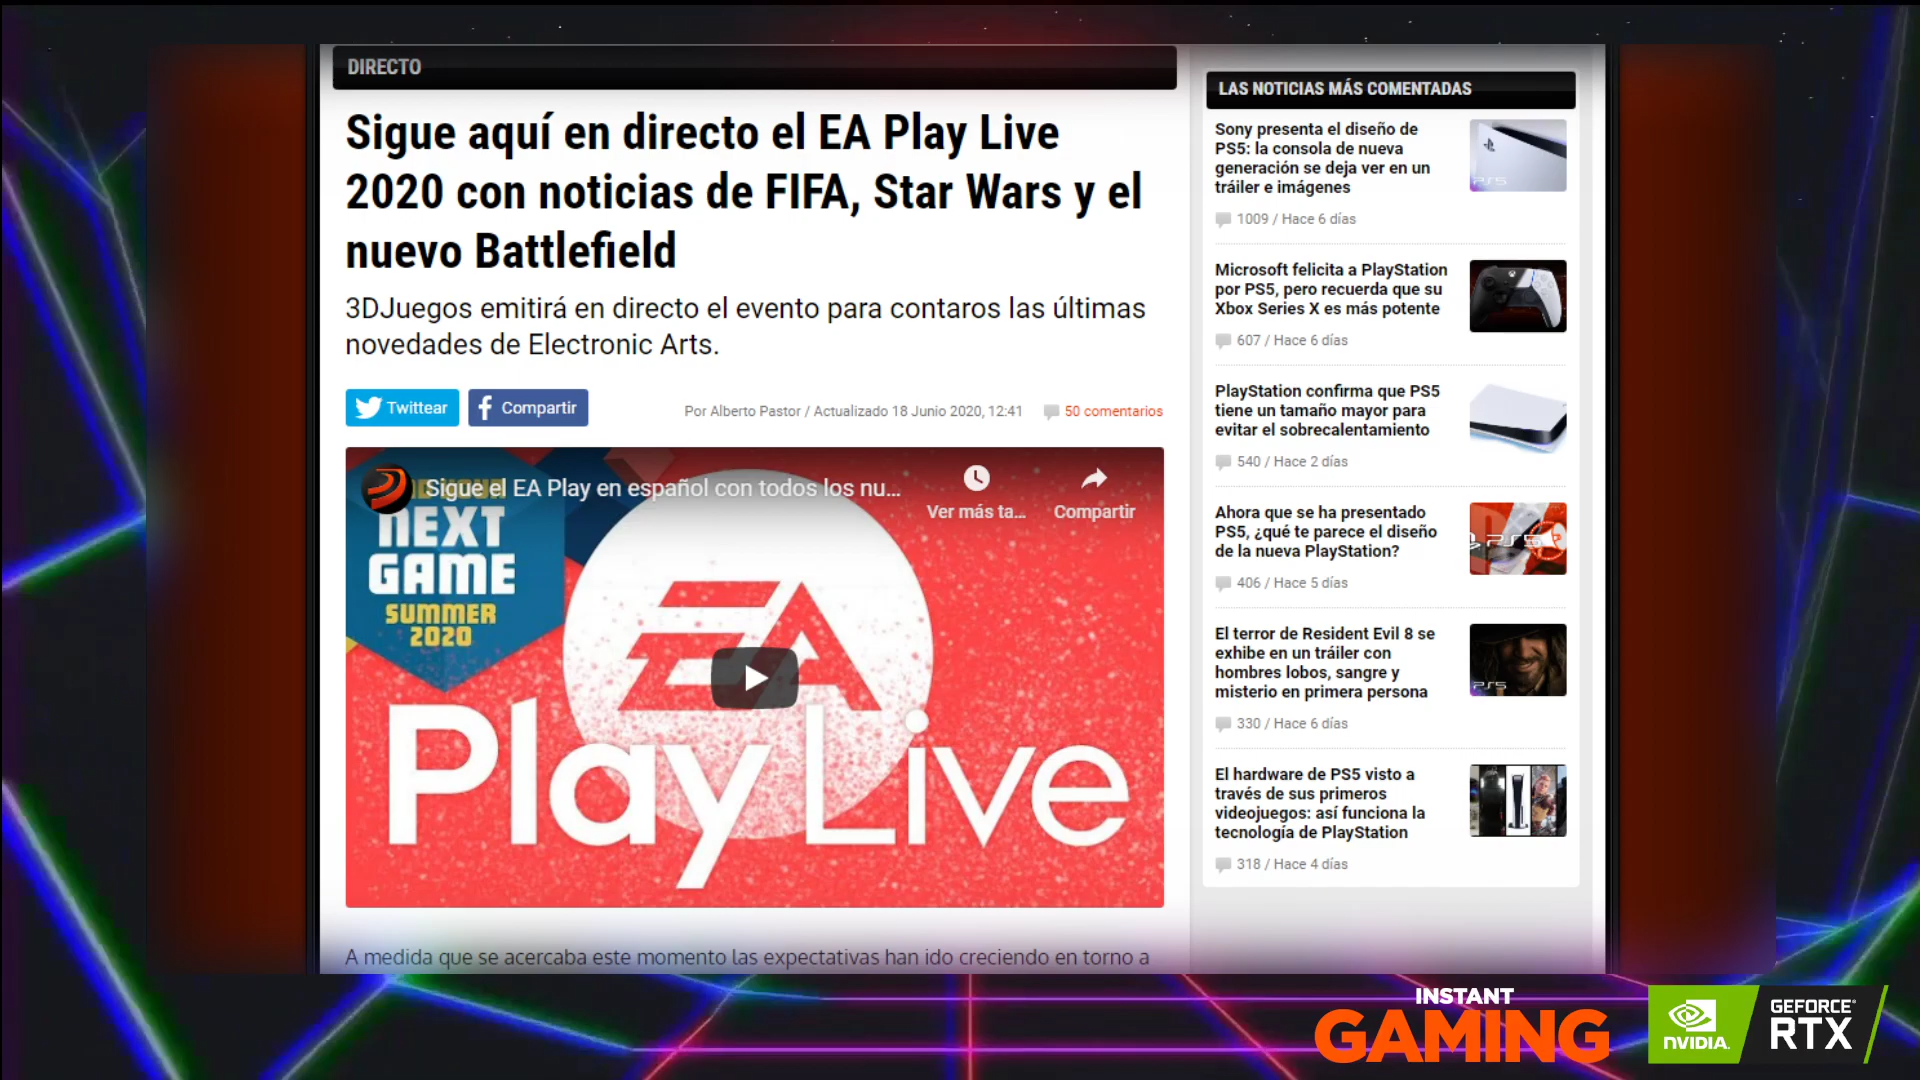 DIRECTO
Sigue aquí en directo el EA Play Live
2020 con noticias de FIFA, Star Wars y el
nuevo Battlefield
3DJuegos emitirá en directo el evento para contaros las últimas
novedades de Electronic Arts.
Twittear
Compartir
Por Alberto Pastor / Actualizado 18 Junio 2020, 12:41
50 comentarios
Sigue el EA Play en español con todos los nu...
Ver más ta...
Compartir
NEXT
GAME
SUMMER
2020
EA
Play Live
A medida que se acercaba este momento las expectativas han ido creciendo en torno a
LAS NOTICIAS MÁS COMENTADAS
Sony presenta el diseño de
PS5: la consola de nueva
generación se deja ver en un
tráiler e imágenes
PS5
1009 / Hace 6 días
Microsoft felicita a PlayStation
por PS5, pero recuerda que su
Xbox Series X es más potente
607 / Hace 6 días
PlayStation confirma que PS5
tiene un tamaño mayor para
evitar el sobrecalentamiento
540 / Hace 2 días
Ahora que se ha presentado
PS5, ¿qué te parece el diseño
de la nueva PlayStation?
PS5
406 / Hace 5 días
El terror de Resident Evil 8 se
exhibe en un tráiler con
hombres lobos, sangre y
misterio en primera persona
PS5
330 / Hace 6 días
El hardware de PS5 visto a
través de sus primeros
videojuegos: así funciona la
tecnología de PlayStation
318 / Hace 4 días
INSTANT
GAMING
NVIDIA.
GEFORCE
RTX